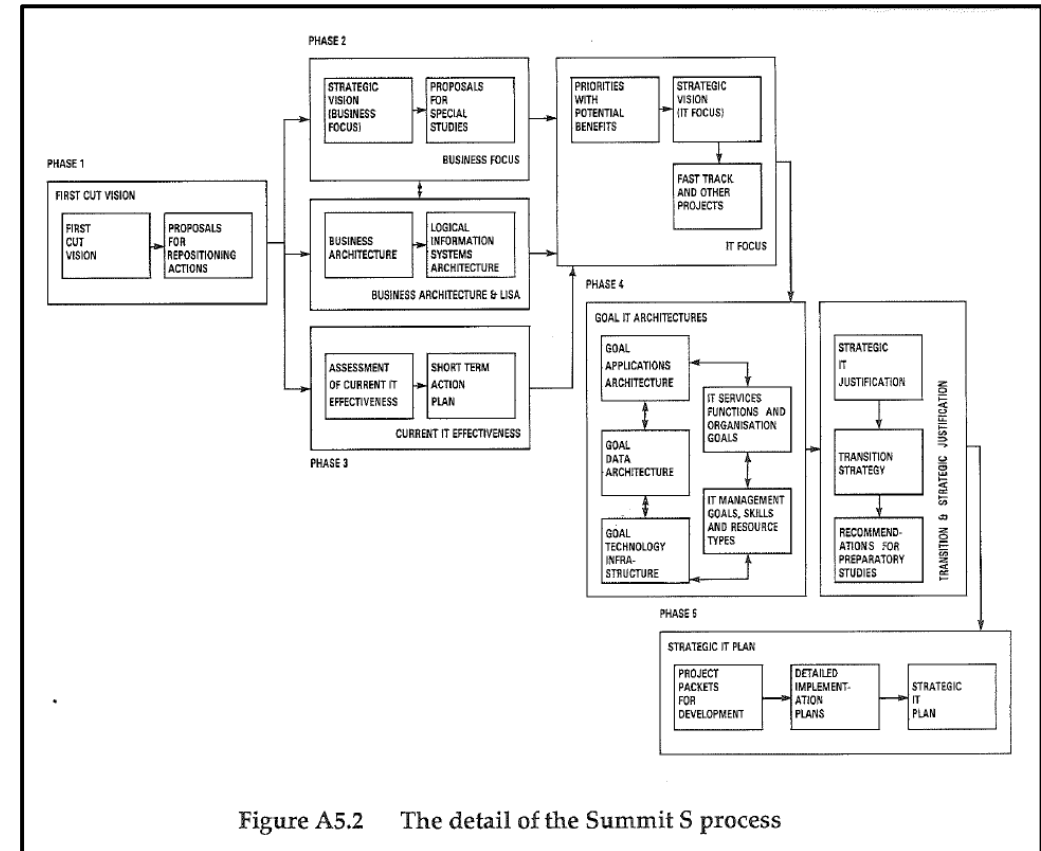 PHASE 2
STRATEGIC
VISION
(BUSINESS
FOCUS)
PROPOSALS
FOR
SPECIAL
STUDIES
BUSINESS FOCUS
PRIORITIES
WITH
POTENTIAL
BENEFITS
STRATEGIC
VISION
(IT FOCUS)
FAST TRACK
AND OTHER
PROJECTS
IT FOCUS
PHASE 1
FIRST CUT VISION
FIRST
CUT
VISION
PROPOSALS
FOR
REPOSITIONING
ACTIONS
BUSINESS
ARCHITECTURE
LOGICAL
INFORMATION
SYSTEMS
ARCHITECTURE
BUSINESS ARCHITECTURE & LISA
ASSESSMENT
OF CURRENT IT
EFFECTIVENESS
SHORT TERM
ACTION
PLAN
CURRENT IT EFFECTIVENESS
PHASE 3
PHASE 4
GOAL IT ARCHITECTURES
GOAL
APPLICATIONS
ARCHITECTURE
GOAL
DATA
ARCHITECTURE
GOAL
TECHNOLOGY
INFRA-
STRUCTURE
IT SERVICES
FUNCTIONS AND
ORGANISATION
GOALS
IT MANAGEMENT
GOALS, SKILLS
AND RESOURCE
TYPES
STRATEGIC
IT
JUSTIFICATION
TRANSITION
STRATEGY
RECOMMEND-
ATIONS FOR
PREPARATORY
STUDIES
TRANSITION & STRATEGIC JUSTIFICATION
PHASE 5
STRATEGIC IT PLAN
PROJECT
PACKETS
FOR
DEVELOPMENT
DETAILED
IMPLEMENT-
ATION
PLANS
STRATEGIC
IT
PLAN
Figure A5.2 The detail of the Summit S process